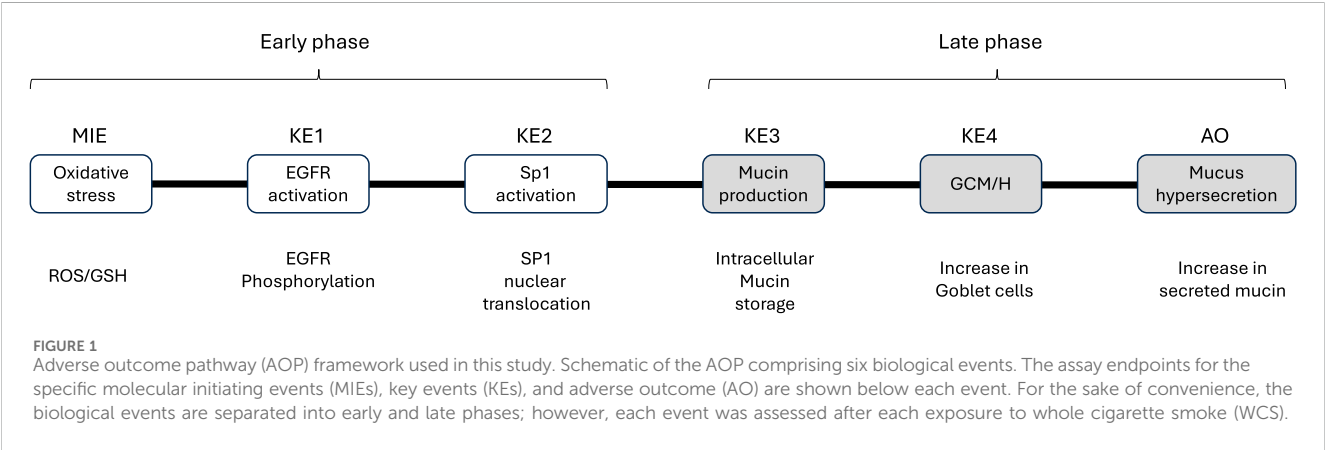 Early phase
Late phase
MIE
KE1
KE2
KE3
KE4
AO
Oxidative
stress
EGFR
activation
Sp1
activation
Mucin
production
GCM/H
Mucus
hypersecretion
ROS/GSH
EGFR
Phosphorylation
SP1
nuclear
translocation
Intracellular
Mucin
storage
Increase in
Goblet cells
Increase in
secreted mucin
FIGURE 1
Adverse outcome pathway (AOP) framework used in this study. Schematic of the AOP comprising six biological events. The assay endpoints for the
specific molecular initiating events (MIEs), key events (KEs), and adverse outcome (AO) are shown below each event. For the sake of convenience, the
biological events are separated into early and late phases; however, each event was assessed after each exposure to whole cigarette smoke (WCS).